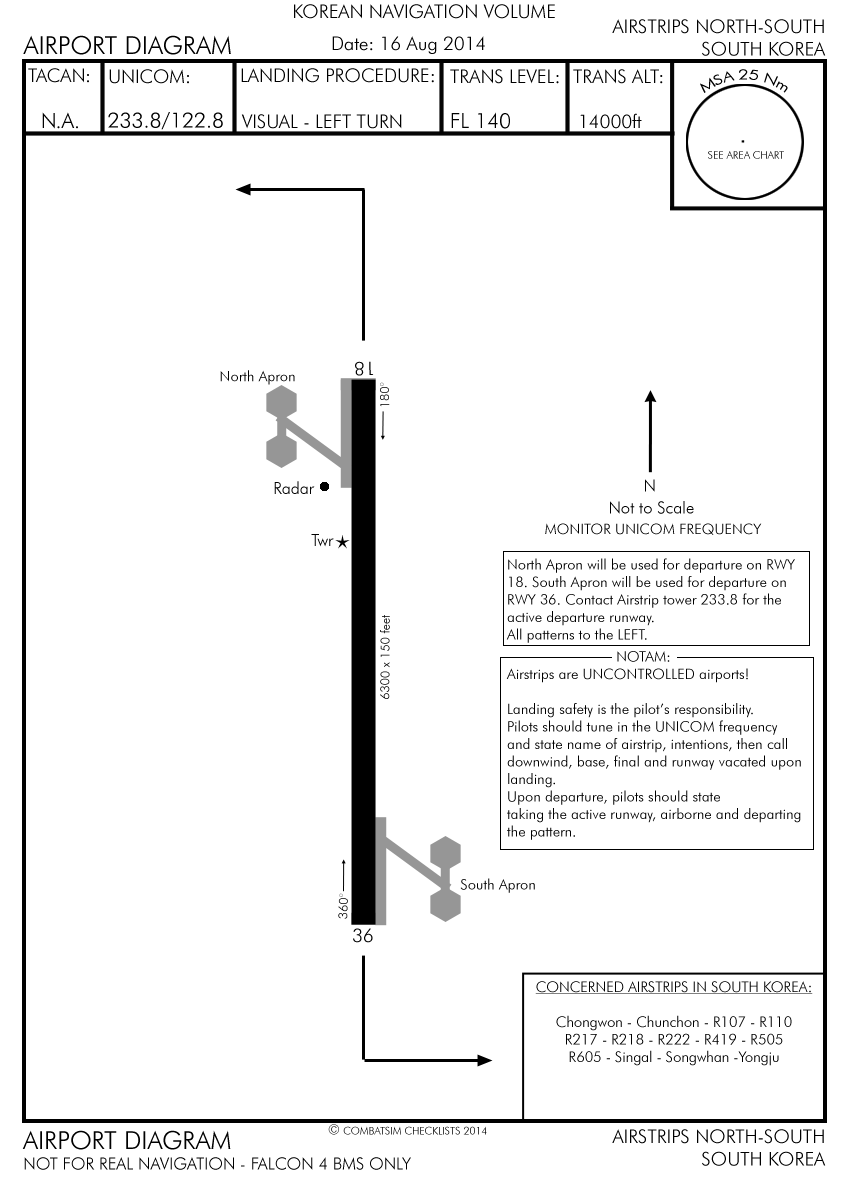 KOREAN NAVIGATION VOLUME
AIRPORT DIAGRAM
Date: 16 Aug 2014
AIRSTRIPS NORTH-SOUTH
SOUTH KOREA
TACAN:
N.A.
UNICOM:
233.8/122.8
LANDING PROCEDURE:
VISUAL - LEFT TURN
TRANS LEVEL:
FL 140
TRANS ALT:
14000ft
MSA 25 Nm
SEE AREA CHART
18
180°
North Apron
Radar
Twr
6300 x 150 feet
N
Not to Scale
MONITOR UNICOM FREQUENCY
North Apron will be used for departure on RWY
18. South Apron will be used for departure on
RWY 36. Contact Airstrip tower 233.8 for the
active departure runway.
All patterns to the LEFT.
NOTAM:
Airstrips are UNCONTROLLED airports!
Landing safety is the pilot's responsibility.
Pilots should tune in the UNICOM frequency
and state name of airstrip, intentions, then call
downwind, base, final and runway vacated upon
landing.
Upon departure, pilots should state
taking the active runway, airborne and departing
the pattern.
South Apron
360°
36
CONCERNED AIRSTRIPS IN SOUTH KOREA:
Chongwon - Chunchon - R107 - R110
R217 - R218 - R222 - R419 - R505
R605 - Singal - Songwhan -Yongju
AIRPORT DIAGRAM
NOT FOR REAL NAVIGATION - FALCON 4 BMS ONLY
© COMBATSIM CHECKLISTS 2014
AIRSTRIPS NORTH-SOUTH
SOUTH KOREA